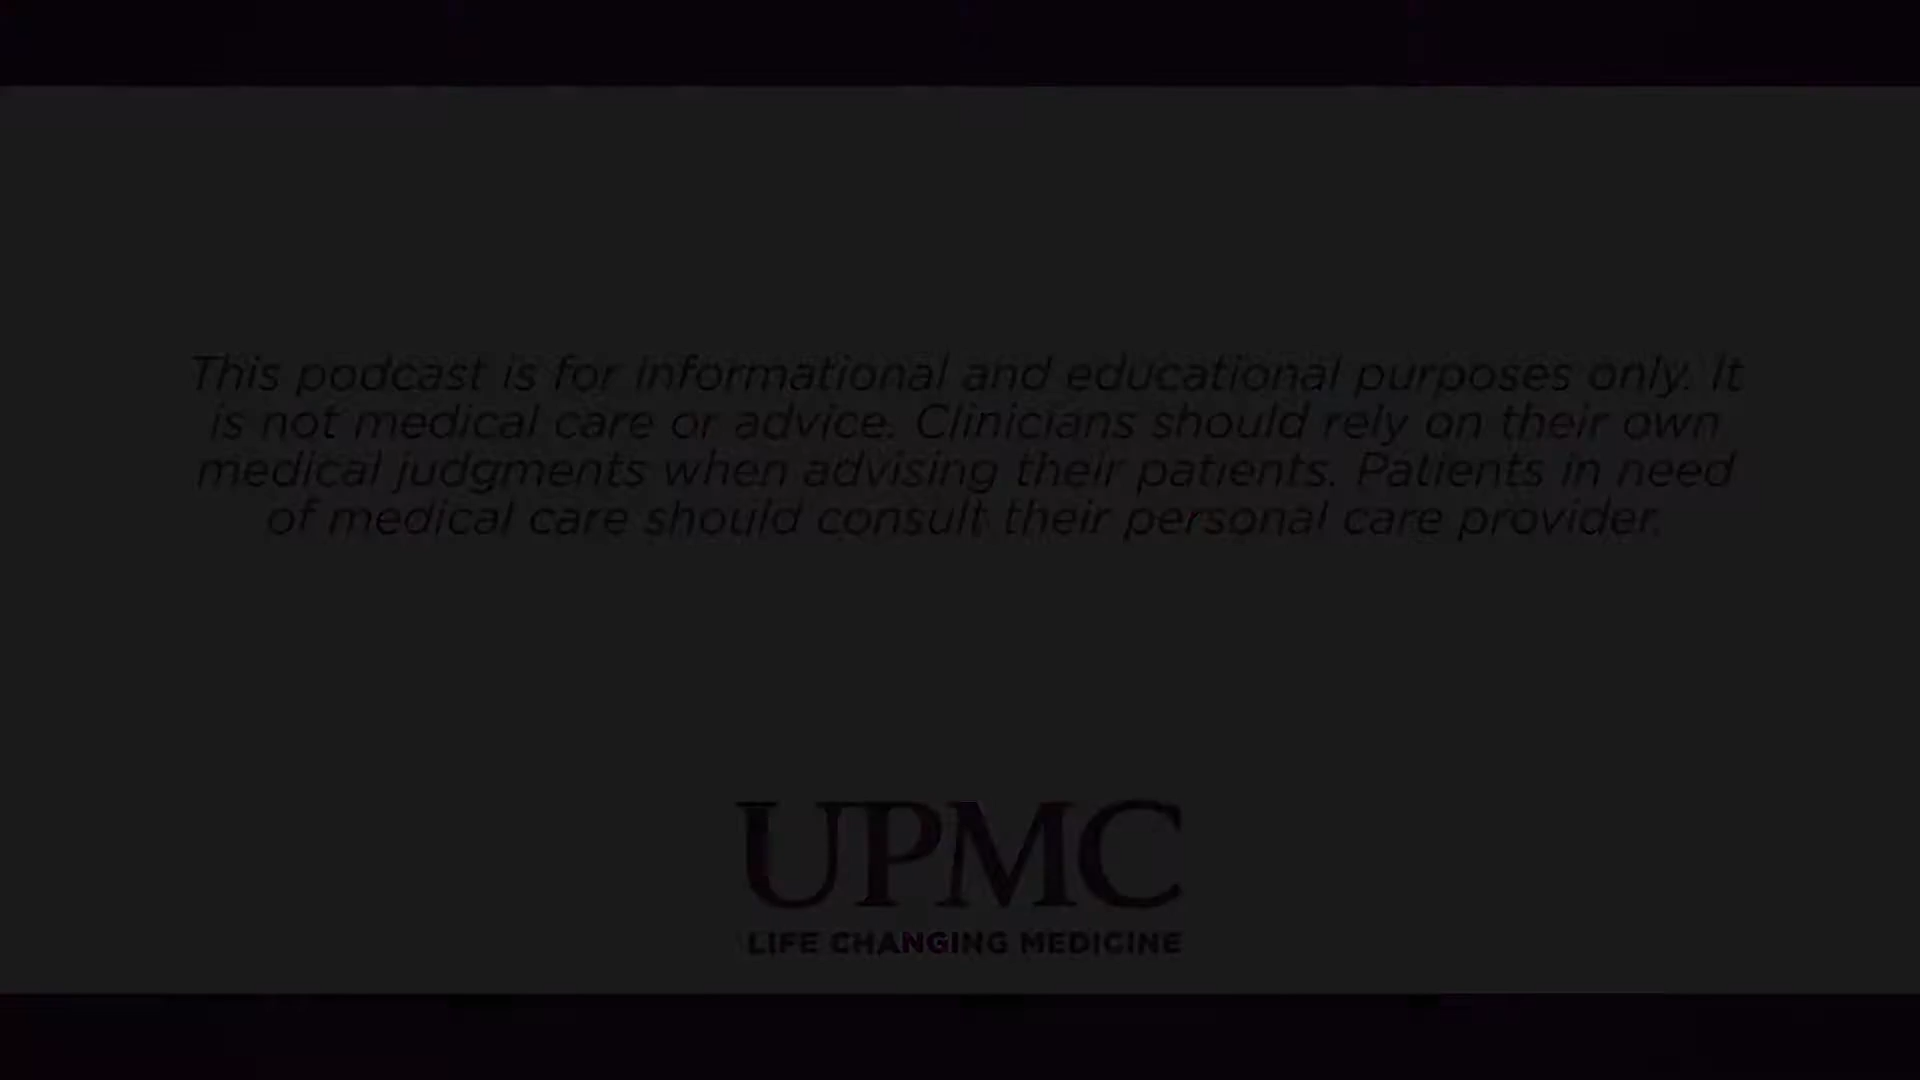 This podcast is for informational and educational purposes only. It
is not medical care or advice. Clinicians should rely on their own
medical judgments when advising their patients. Patients in need
of medical care should consult their personal care provider.
UPMC
LIFE CHANGING MEDICINE